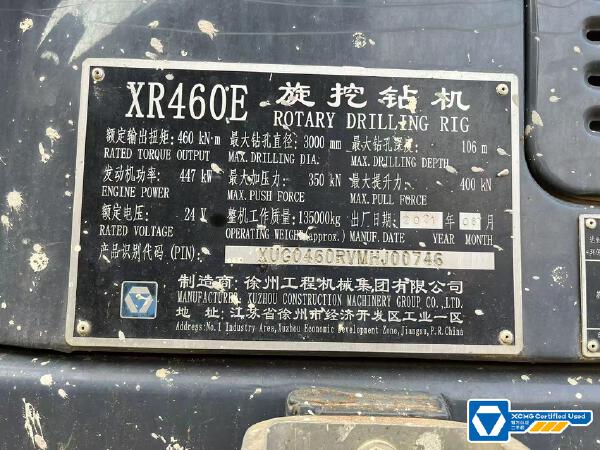 XR460E 旋挖钻机
ROTARY DRILLING RIG
额定输出扭矩: 460 kN·m 最大钻孔直径: 3000 mm 最大钻孔深度: 106 m
RATED TORQUE OUTPUT MAX. DRILLING DIA. MAX. DRILLING DEPTH
发动机功率: 447 kW 最大加压力: 350 kN 最大提升力: 400 kN
ENGINE POWER MAX. PUSH FORCE MAX. PULL FORCE
额定电压: 24 V 整机工作质量: 135000kg 出厂日期: 2021 年 月
RATED VOLTAGE OPERATING WEIGHT(approx.) MANUF. DATE YEAR MONTH
产品识别代码(PIN): XUG0460RVMHJ00746
制造商: 徐州工程机械集团有限公司
MANUFACTURER: XUZHOU CONSTRUCTION MACHINERY GROUP CO., LTD.
地 址: 江苏省徐州市经济开发区工业一区
Address: No.1 Industry Area, Xuzhou Economic Development Zone, Jiangsu, P.R.China
XCMG Certified Used